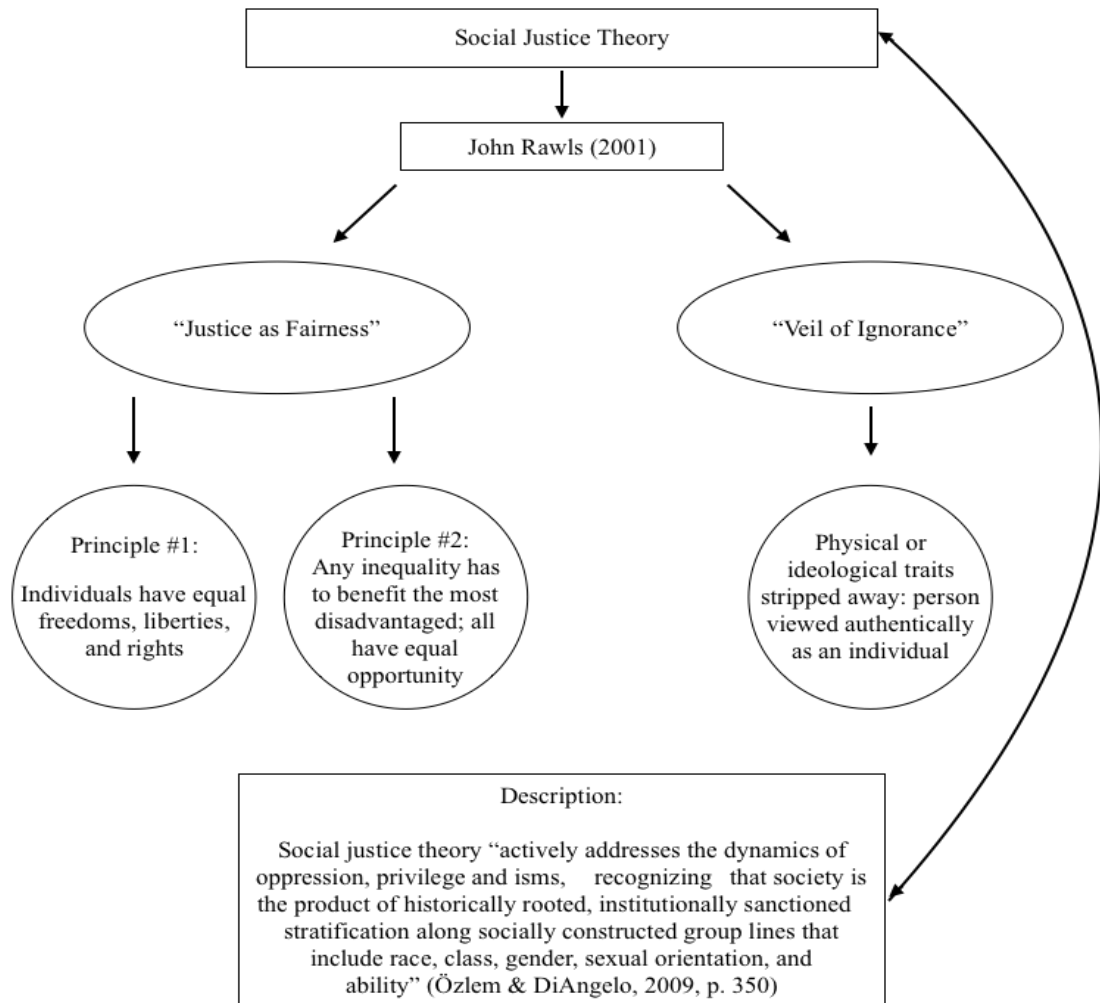 Social Justice Theory
John Rawls (2001)
“Justice as Fairness”
“Veil of Ignorance”
Principle #1:
Individuals have equal
freedoms, liberties,
and rights
Principle #2:
Any inequality has
to benefit the most
disadvantaged; all
have equal
opportunity
Physical or
ideological traits
stripped away: person
viewed authentically
as an individual
Description:
Social justice theory “actively addresses the dynamics of
oppression, privilege and isms, recognizing that society is
the product of historically rooted, institutionally sanctioned
stratification along socially constructed group lines that
include race, class, gender, sexual orientation, and
ability” (Özlem & DiAngelo, 2009, p. 350)